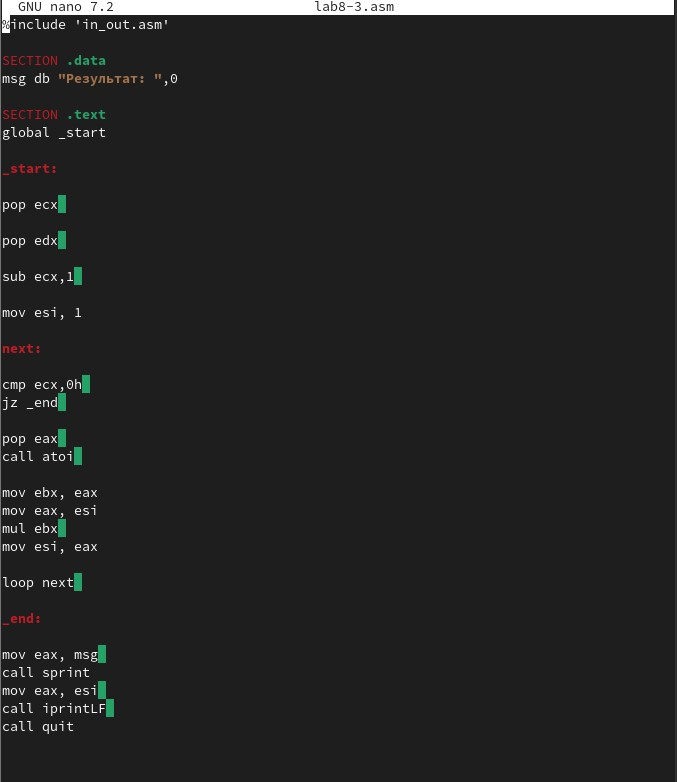 GNU nano 7.2 lab8-3.asm
%include 'in_out.asm'
SECTION .data
msg db "Результат: ",0
SECTION .text
global _start
_start:
pop ecx
pop edx
sub ecx,1
mov esi, 1
next:
cmp ecx,0h
jz _end
pop eax
call atoi
mov ebx, eax
mov eax, esi
mul ebx
mov esi, eax
loop next
_end:
mov eax, msg
call sprint
mov eax, esi
call iprintLF
call quit